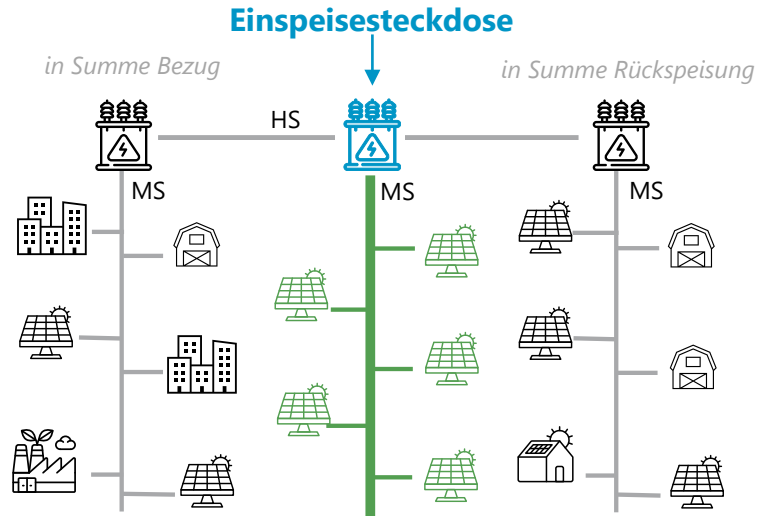 Einspeisesteckdose
in Summe Bezug
in Summe Rückspeisung
HS
MS
MS
MS